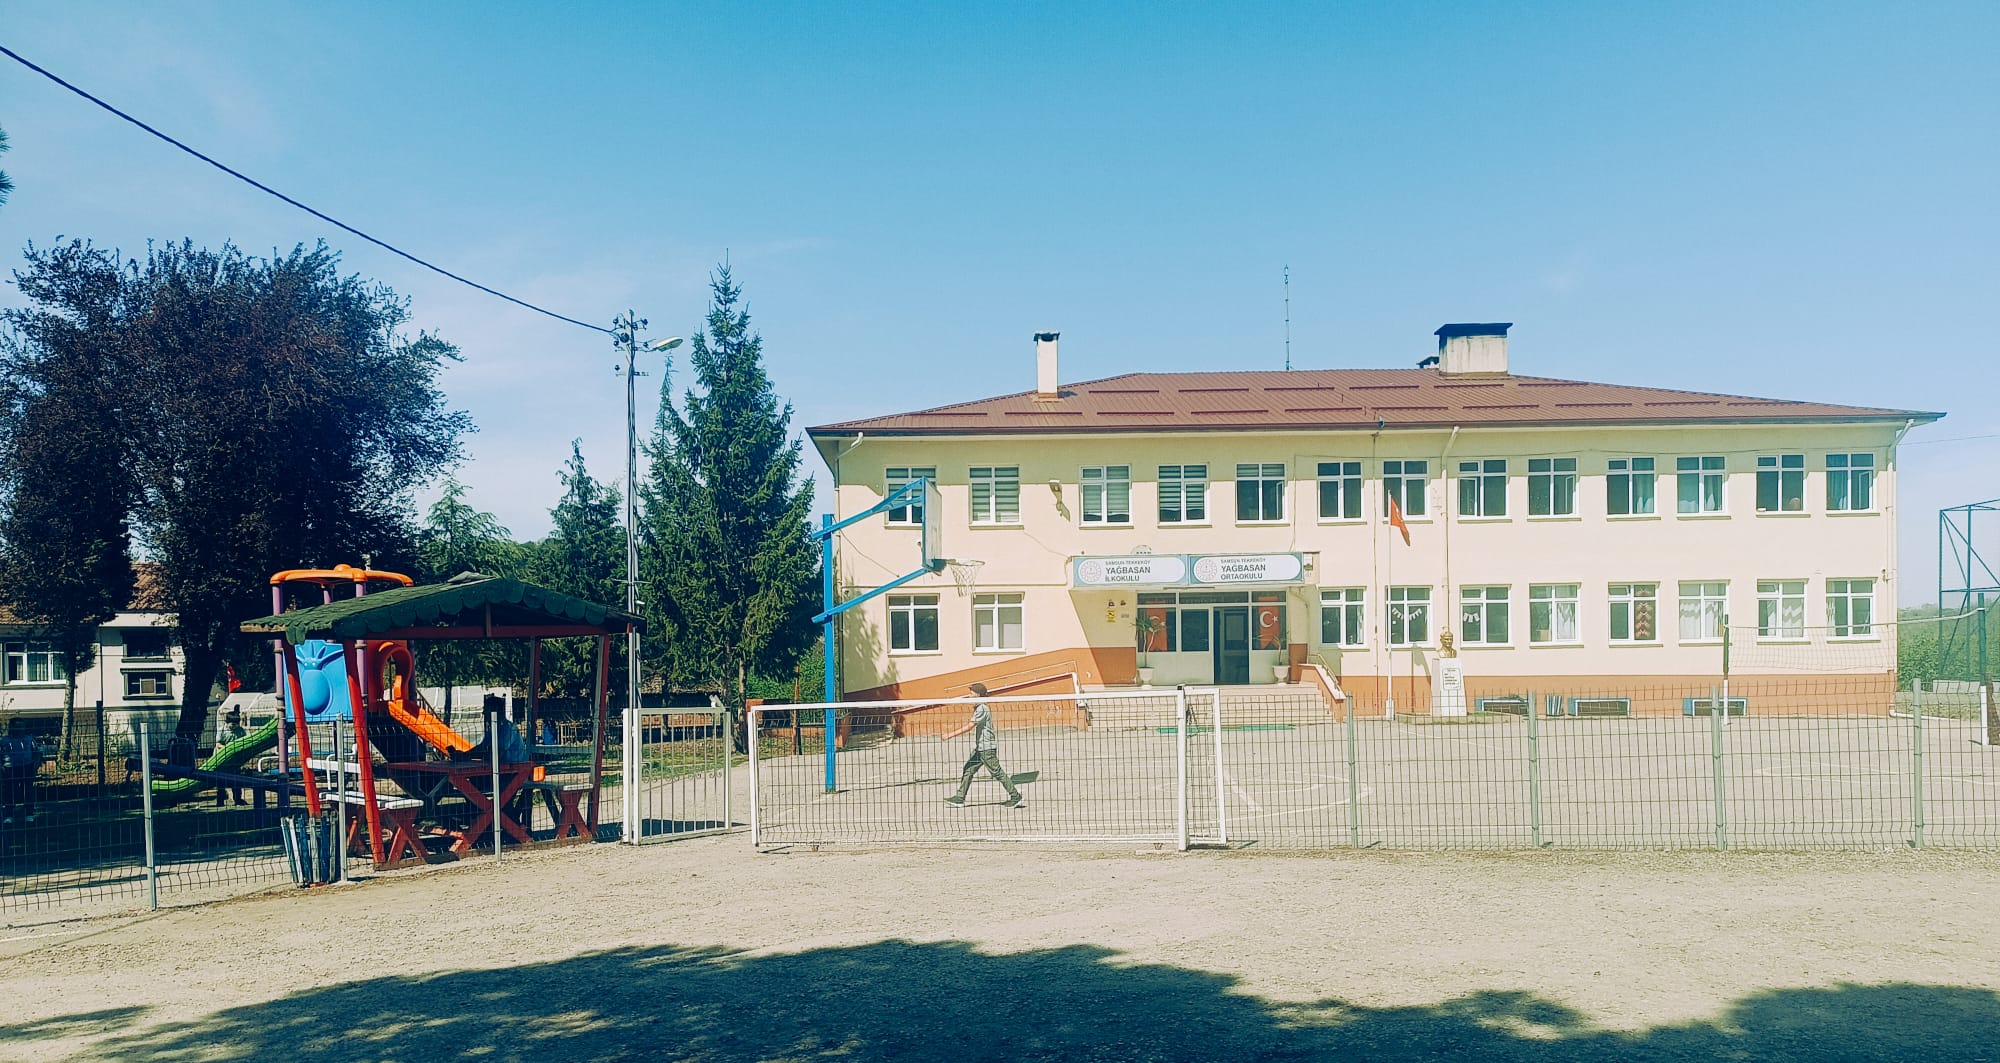 SAMSUN TEKKEKÖY
YAĞBASAN
İLKOKULU
SAMSUN TEKKEKÖY
YAĞBASAN
ORTAOKULU